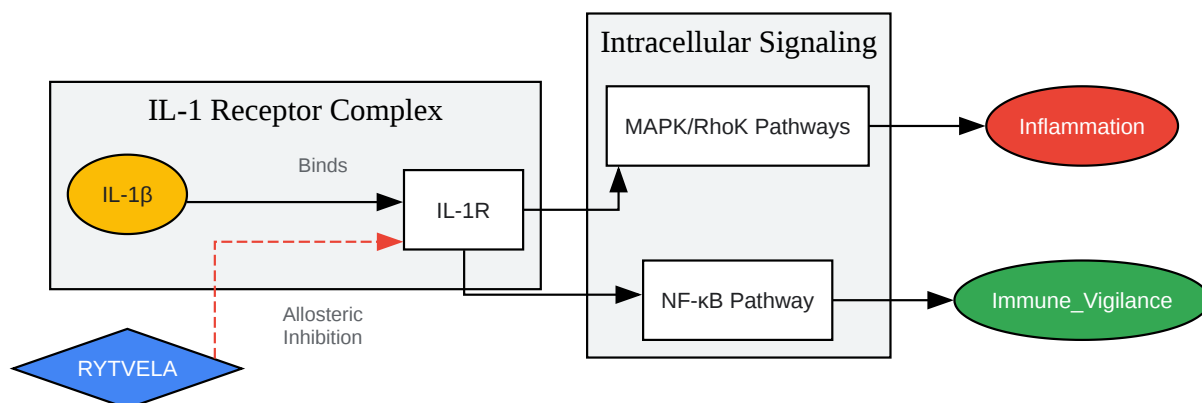 Intracellular Signaling
IL-1 Receptor Complex
MAPK/RhoK Pathways
Inflammation
Binds
IL-1β
IL-1R
NF-κB Pathway
Immune_Vigilance
Allosteric
Inhibition
RYTVELA